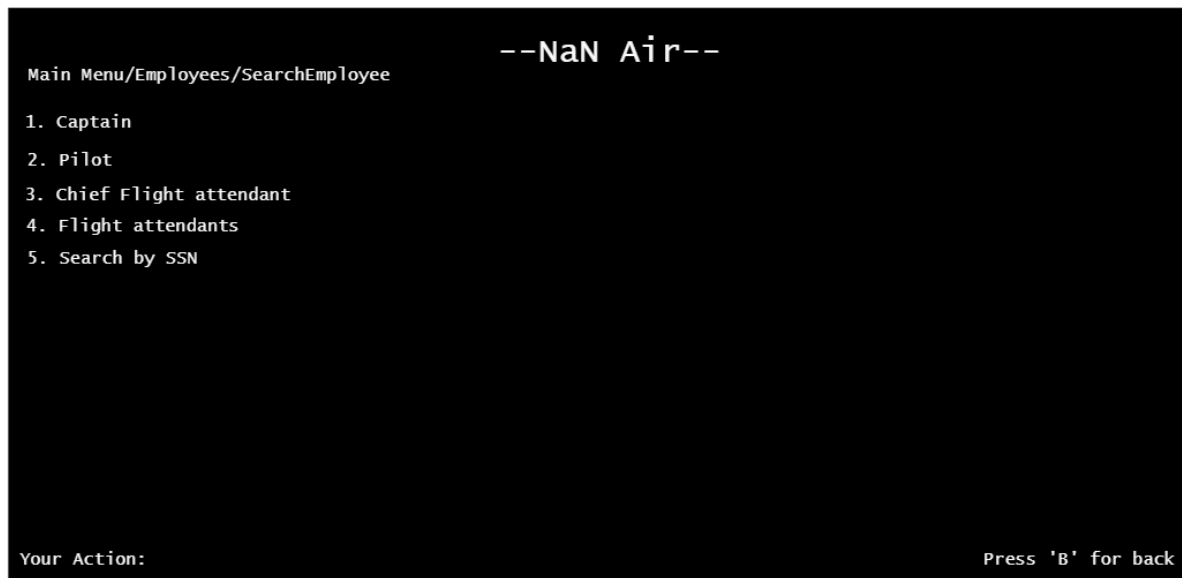 --NaN Air--
Main Menu/Employees/SearchEmployee
1. Captain
2. Pilot
3. Chief Flight attendant
4. Flight attendants
5. Search by SSN
Your Action:
Press 'B' for back